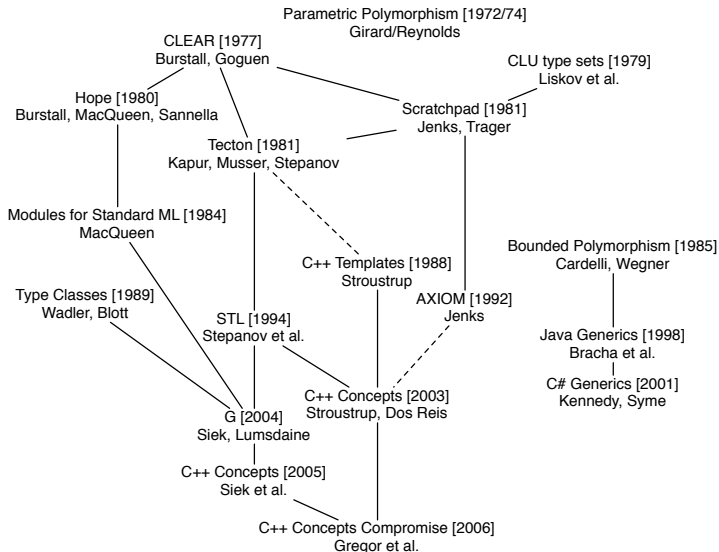 Parametric Polymorphism [1972/74]
Girard/Reynolds
CLEAR [1977]
Burstall, Goguen
CLU type sets [1979]
Liskov et al.
Hope [1980]
Burstall, MacQueen, Sannella
Scratchpad [1981]
Jenks, Trager
Tecton [1981]
Kapur, Musser, Stepanov
Modules for Standard ML [1984]
MacQueen
Bounded Polymorphism [1985]
Cardelli, Wegner
C++ Templates [1988]
Stroustrup
Type Classes [1989]
Wadler, Blott
AXIOM [1992]
Jenks
STL [1994]
Stepanov et al.
Java Generics [1998]
Bracha et al.
C# Generics [2001]
Kennedy, Syme
C++ Concepts [2003]
Stroustrup, Dos Reis
G [2004]
Siek, Lumsdaine
C++ Concepts [2005]
Siek et al.
C++ Concepts Compromise [2006]
Gregor et al.